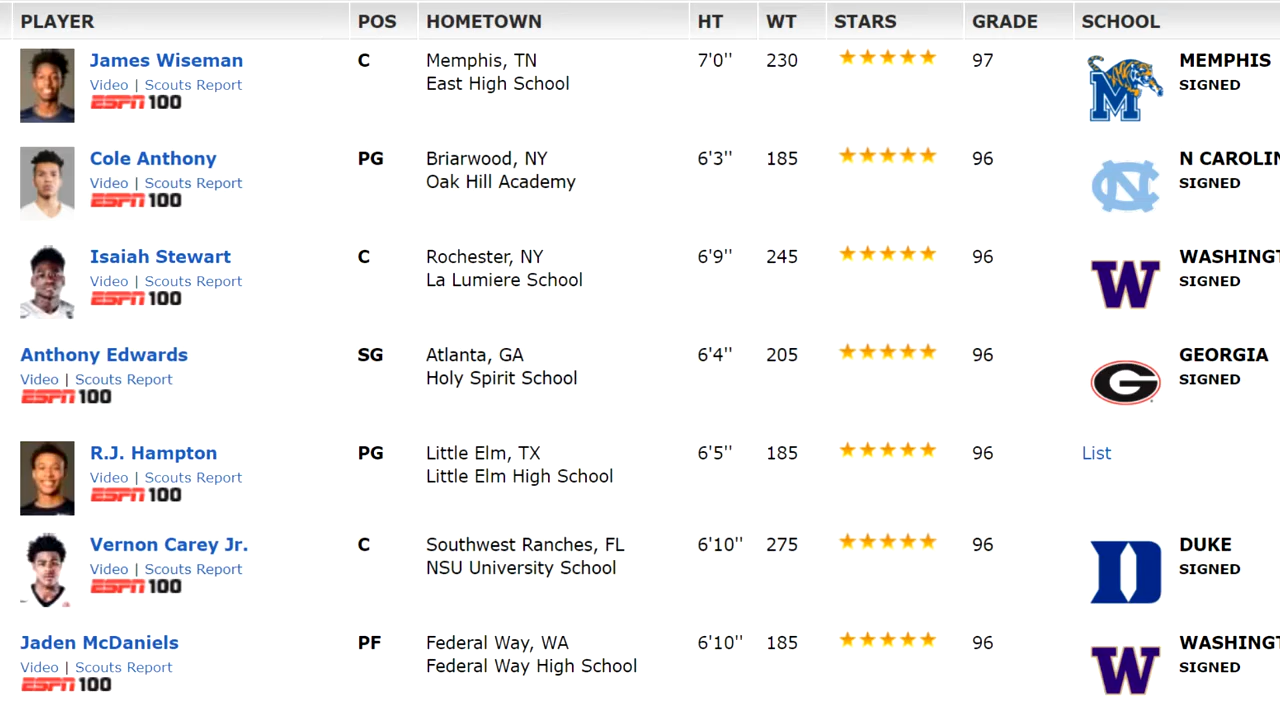 PLAYER POS HOMETOWN HT WT STARS GRADE SCHOOL
James Wiseman C Memphis, TN 7'0'' 230 97 MEMPHIS
Video | Scouts Report East High School SIGNED
ESPN 100
M
Cole Anthony PG Briarwood, NY 6'3'' 185 96 N CAROLIN
Video | Scouts Report Oak Hill Academy SIGNED
ESPN 100
NC
Isaiah Stewart C Rochester, NY 6'9'' 245 96 WASHINGT
Video | Scouts Report La Lumiere School SIGNED
ESPN 100
W
Anthony Edwards SG Atlanta, GA 6'4'' 205 96 GEORGIA
Video | Scouts Report Holy Spirit School SIGNED
ESPN 100
G
R.J. Hampton PG Little Elm, TX 6'5'' 185 96 List
Video | Scouts Report Little Elm High School
ESPN 100
Vernon Carey Jr. C Southwest Ranches, FL 6'10'' 275 96 DUKE
Video | Scouts Report NSU University School SIGNED
ESPN 100
D
Jaden McDaniels PF Federal Way, WA 6'10'' 185 96 WASHINGT
Video | Scouts Report Federal Way High School SIGNED
ESPN 100
W